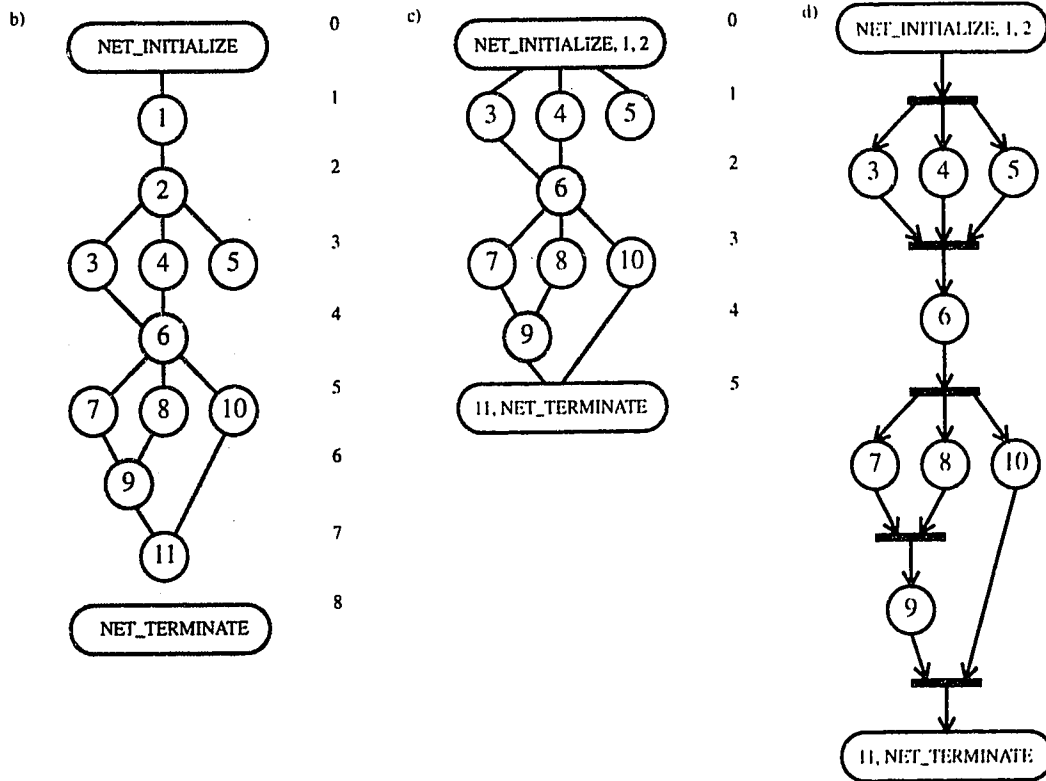 b)
NET_INITIALIZE
1
2
3 4 5
6
7 8 10
9
11
NET_TERMINATE
0
1
2
3
4
5
6
7
8
c)
NET_INITIALIZE, 1, 2
3 4 5
6
7 8 10
9
11, NET_TERMINATE
0
1
2
3
4
5
d)
NET_INITIALIZE, 1, 2
3 4 5
6
7 8 10
9
11, NET_TERMINATE